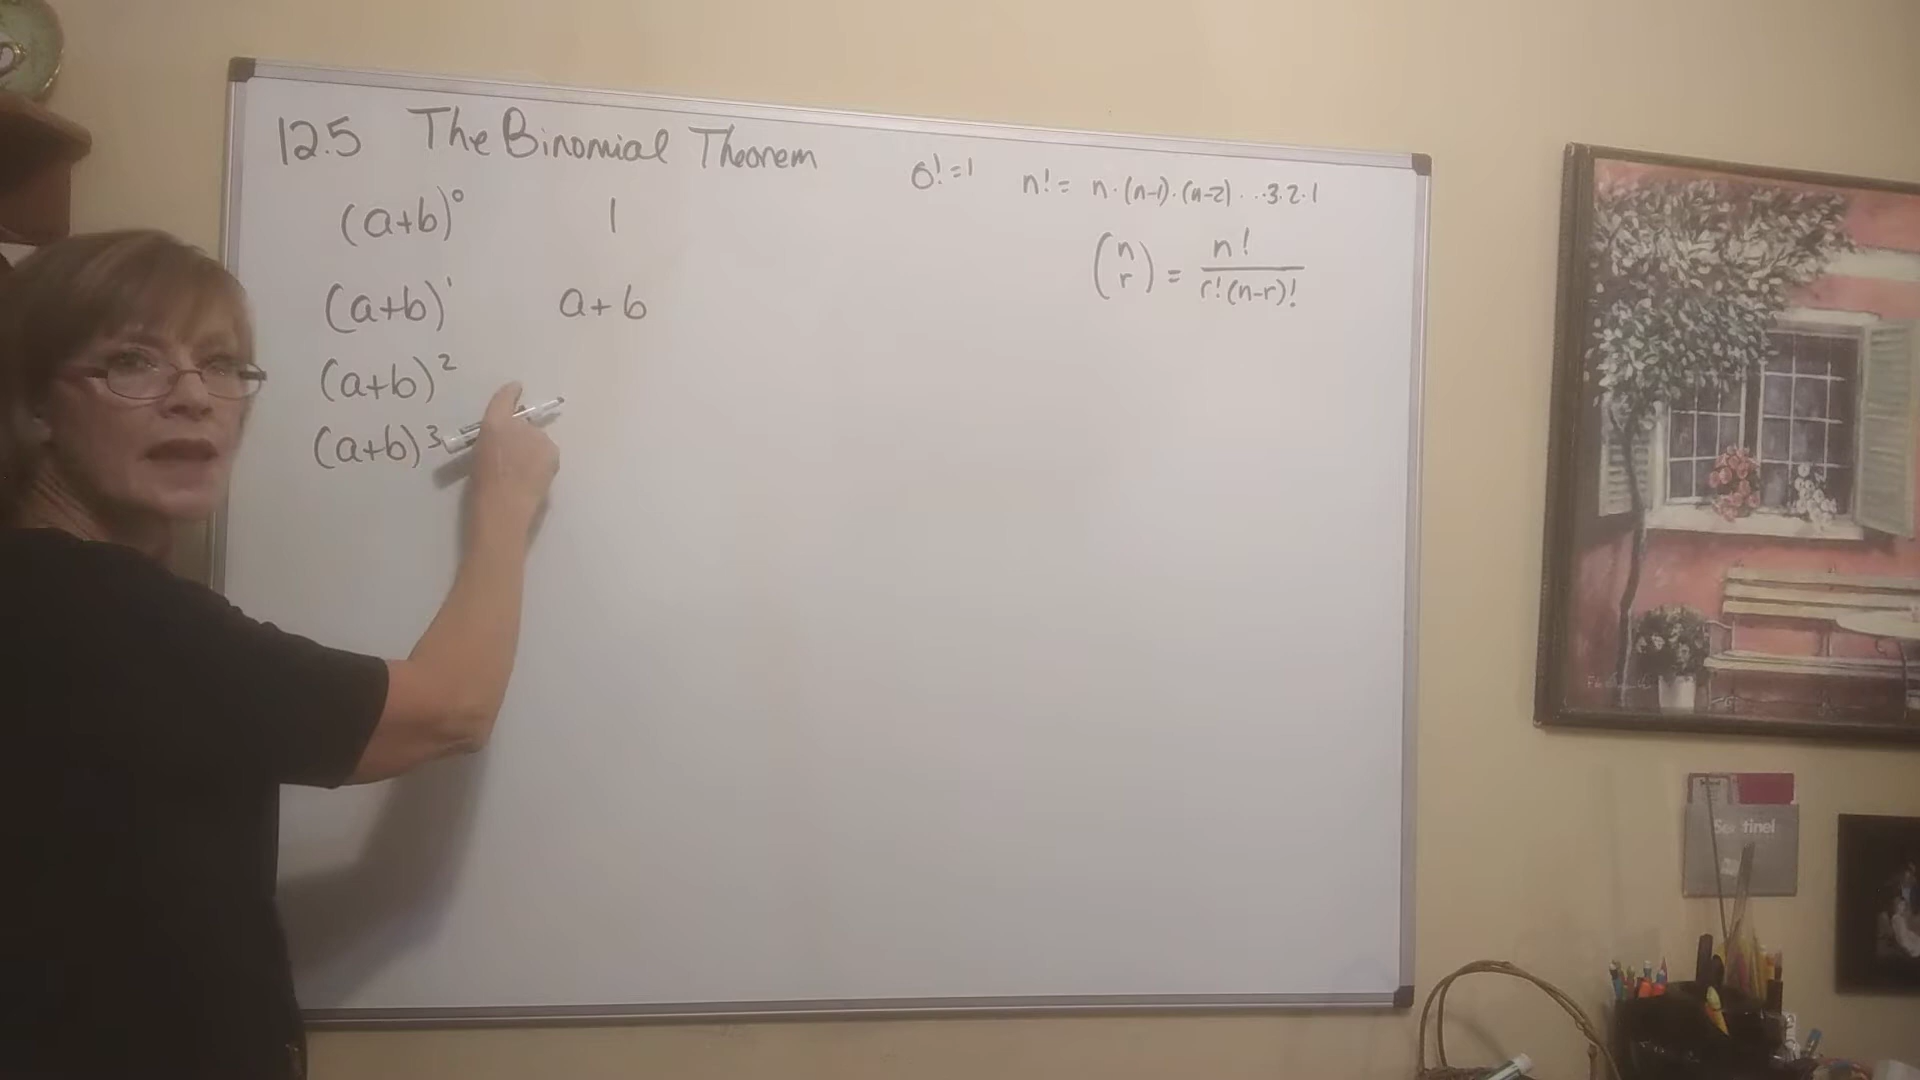 12.5 The Binomial Theorem
0! = 1 n! = n·(n-1)·(n-2)···3·2·1
(a+b)⁰ 1
(n r) = n! / r!(n-r)!
(a+b)¹ a+b
(a+b)²
(a+b)³
Sentinel